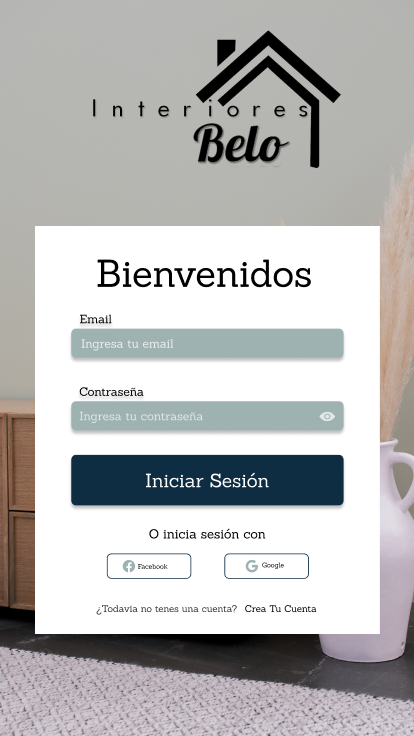 Interiores
Belo
Bienvenidos
Email
Ingresa tu email
Contraseña
Ingresa tu contraseña
Iniciar Sesión
O inicia sesión con
Facebook
Google
¿Todavia no tenes una cuenta? Crea Tu Cuenta